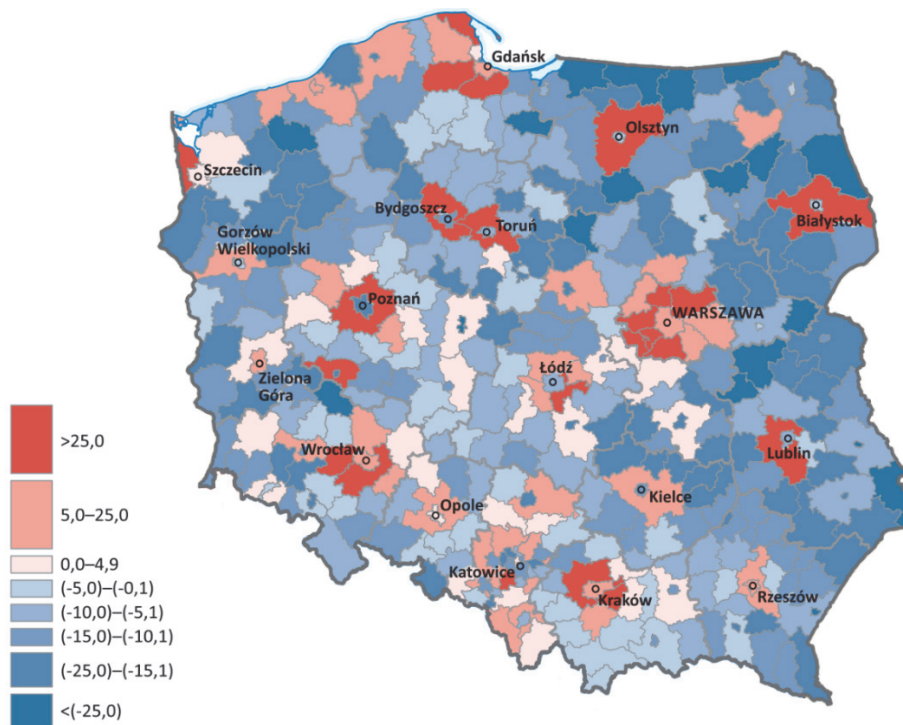 Gdańsk
Olsztyn
Szczecin
Bydgoszcz
Toruń
Białystok
Gorzów
Wielkopolski
Poznań
WARSZAWA
Zielona
Góra
Łódź
>25,0
Wrocław
Lublin
5,0–25,0
Opole
Kielce
0,0–4,9
(-5,0)–(-0,1)
Katowice
Kraków
Rzeszów
(-10,0)–(-5,1)
(-15,0)–(-10,1)
(-25,0)–(-15,1)
<(-25,0)